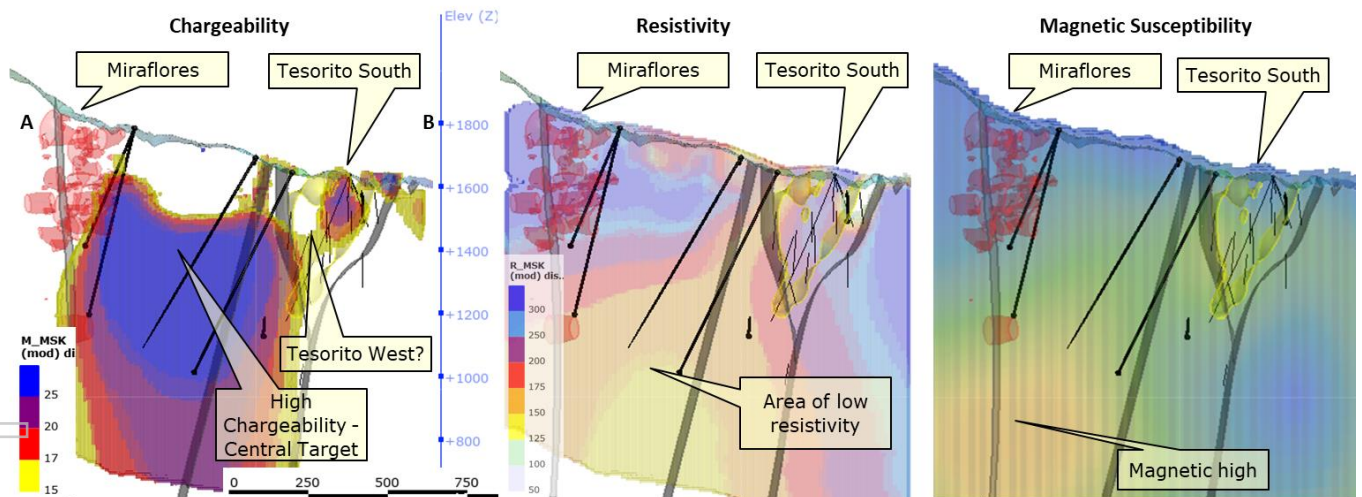 Chargeability
Elev (Z)
Resistivity
Magnetic Susceptibility
Miraflores
Tesorito South
Miraflores
Tesorito South
Miraflores
Tesorito South
A
B
+1800
+1600
+1400
+1200
+1000
+800
Tesorito West?
High
Chargeability -
Central Target
M_MSK
(mod) di
25
20
17
15
0 250 500 750
R_MSK
(mod) dis..
300
250
200
175
150
125
100
50
Area of low
resistivity
Magnetic high